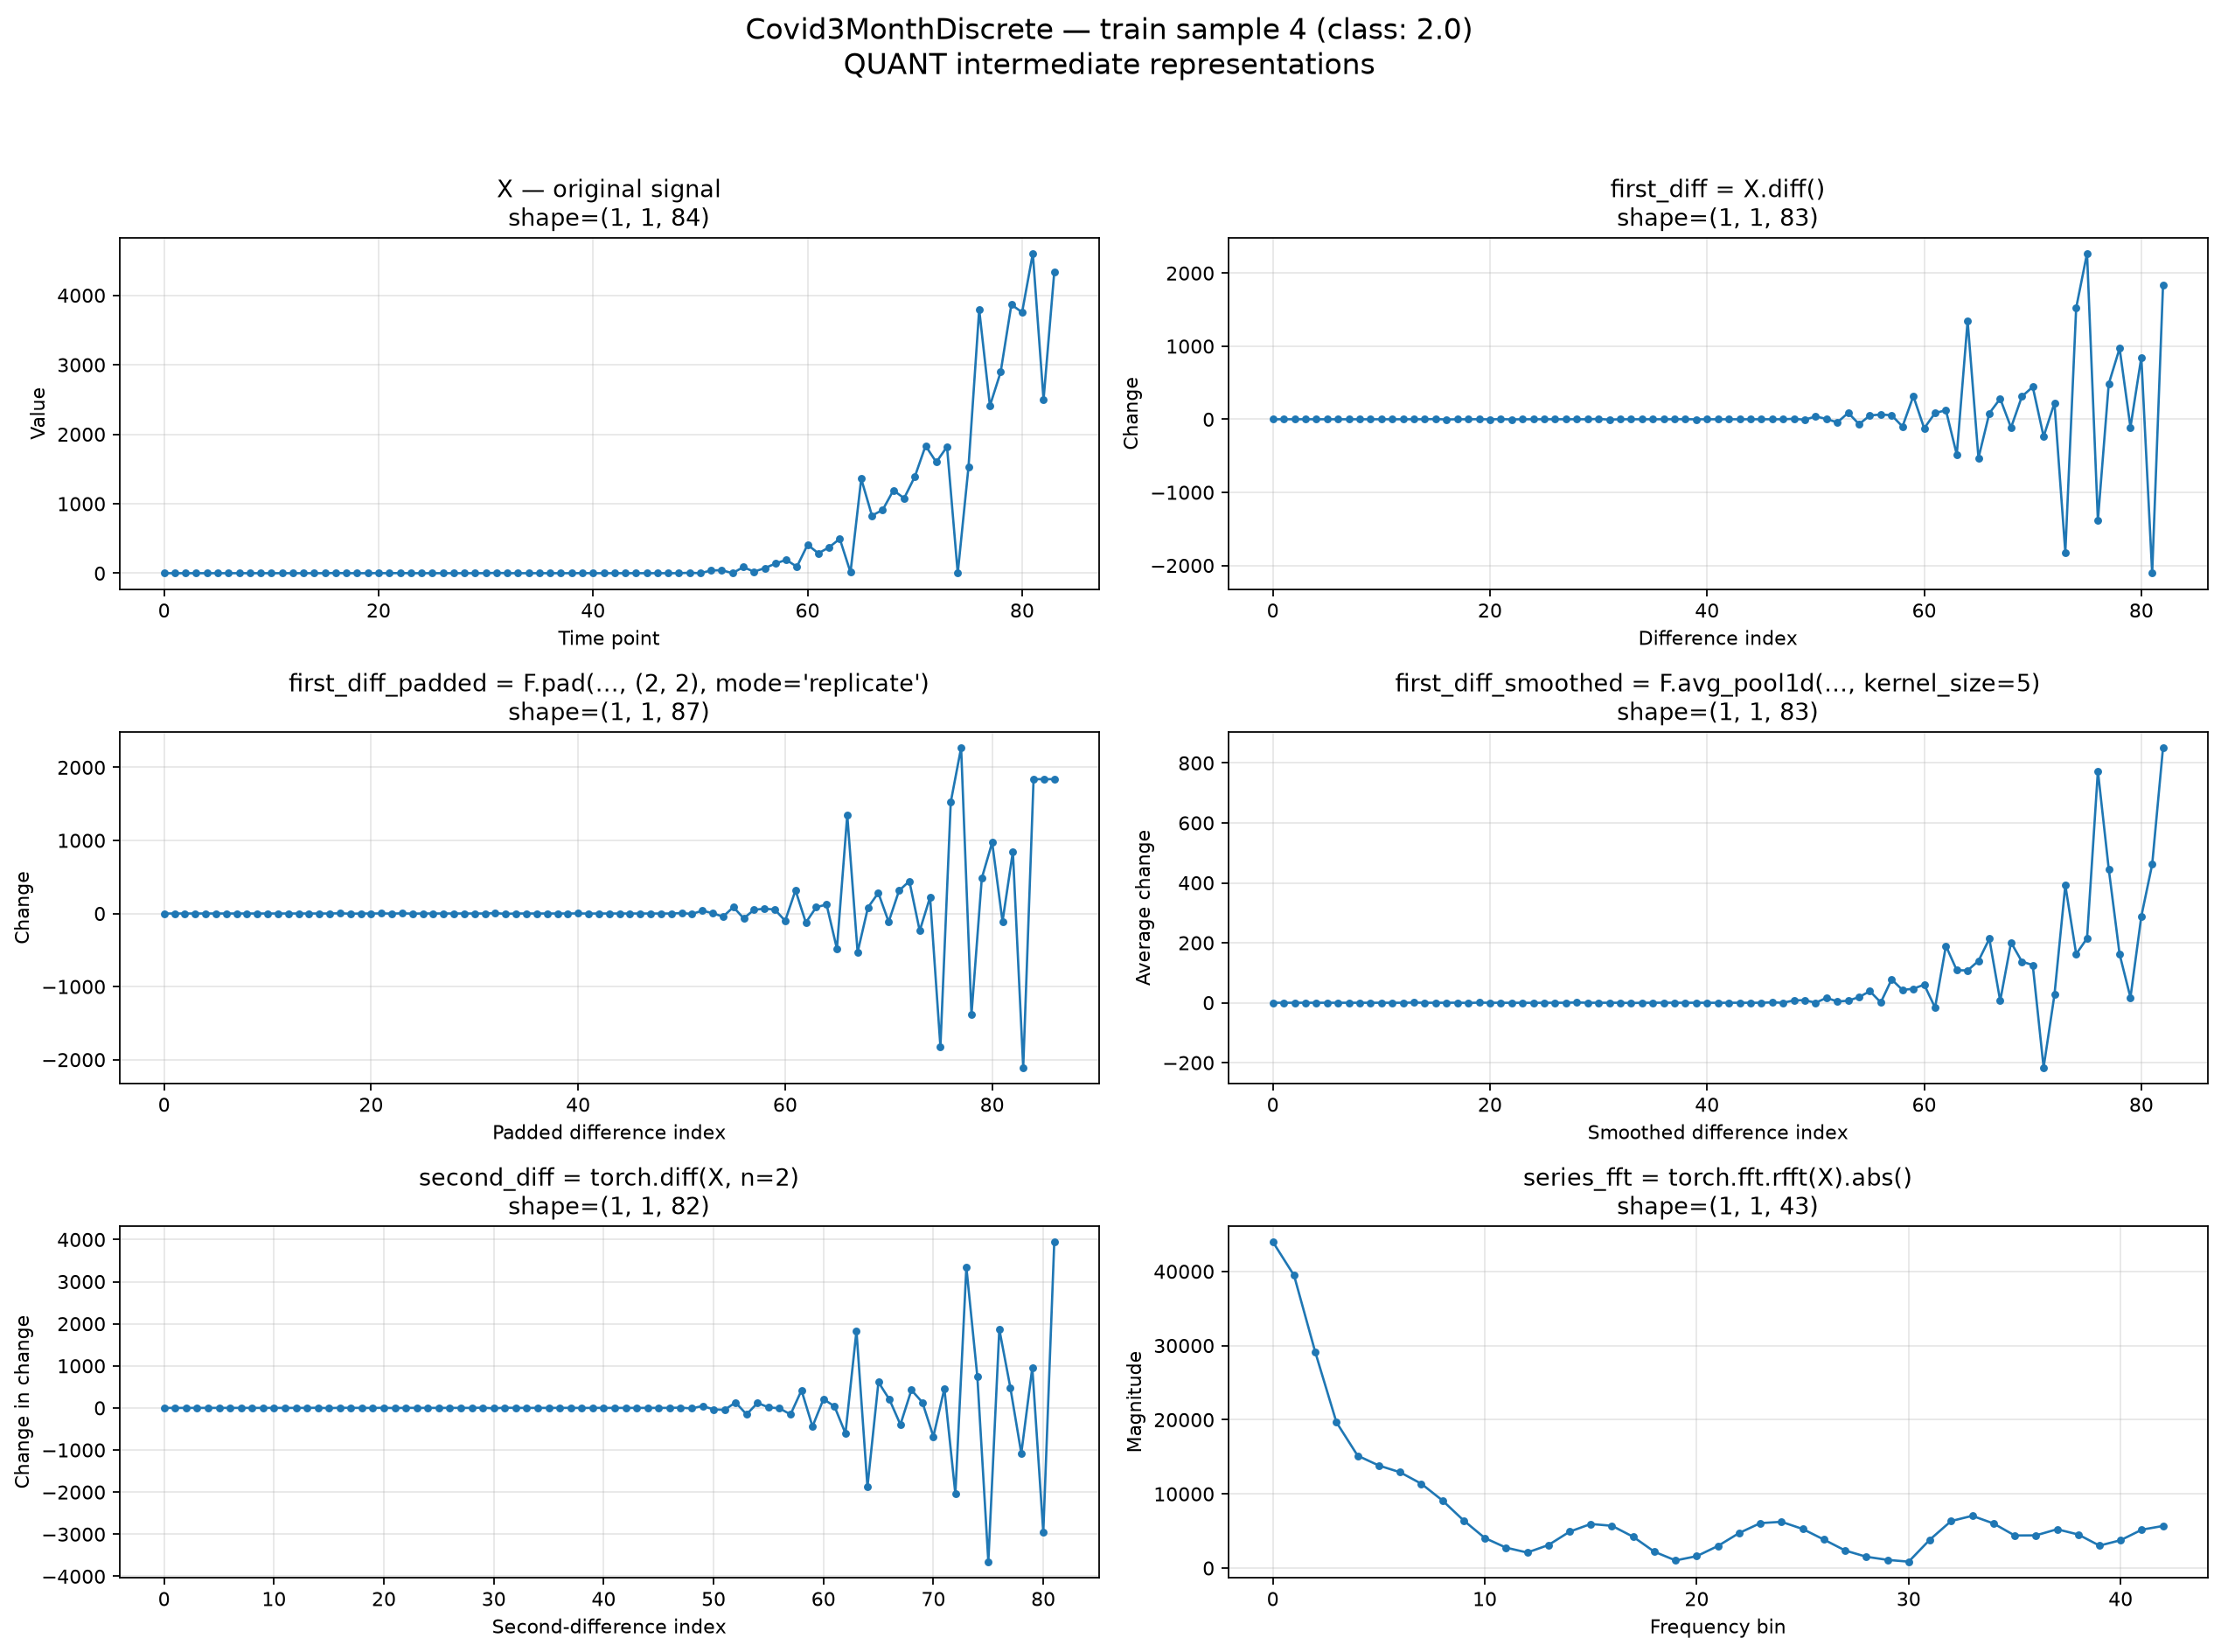 Covid3MonthDiscrete — train sample 4 (class: 2.0)
QUANT intermediate representations
X — original signal
shape=(1, 1, 84)
Value
4000
3000
2000
1000
0
0
20
40
60
80
Time point
first_diff = X.diff()
shape=(1, 1, 83)
Change
2000
1000
0
−1000
−2000
0
20
40
60
80
Difference index
first_diff_padded = F.pad(..., (2, 2), mode='replicate')
shape=(1, 1, 87)
Change
2000
1000
0
−1000
−2000
0
20
40
60
80
Padded difference index
first_diff_smoothed = F.avg_pool1d(..., kernel_size=5)
shape=(1, 1, 83)
Average change
800
600
400
200
0
−200
0
20
40
60
80
Smoothed difference index
second_diff = torch.diff(X, n=2)
shape=(1, 1, 82)
Change in change
4000
3000
2000
1000
0
−1000
−2000
−3000
−4000
0
10
20
30
40
50
60
70
80
Second-difference index
series_fft = torch.fft.rfft(X).abs()
shape=(1, 1, 43)
Magnitude
40000
30000
20000
10000
0
0
10
20
30
40
Frequency bin